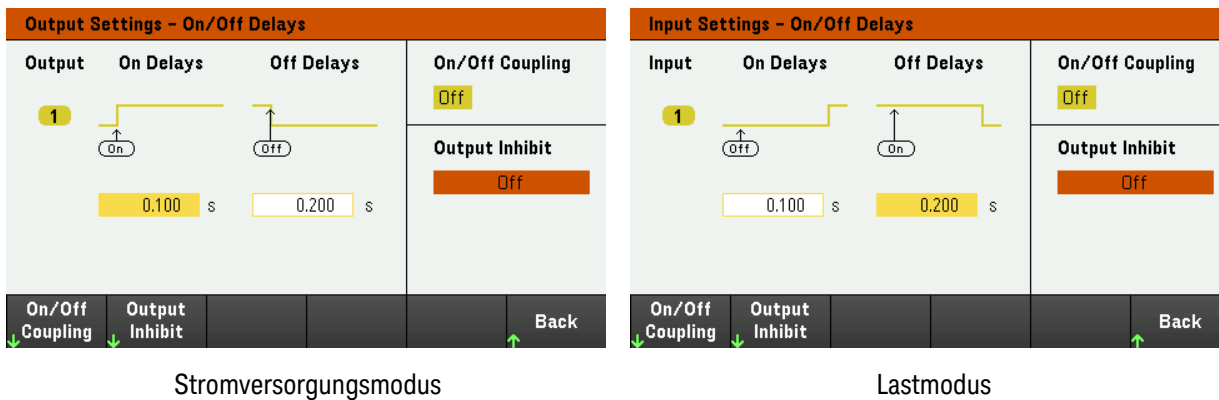 Output Settings - On/Off Delays
Output On Delays Off Delays
On/Off Coupling
Off
1
On
Off
Output Inhibit
Off
0.100 s
0.200 s
On/Off Coupling
Output Inhibit
Back
Stromversorgungsmodus
Input Settings - On/Off Delays
Input On Delays Off Delays
On/Off Coupling
Off
1
Off
On
Output Inhibit
Off
0.100 s
0.200 s
On/Off Coupling
Output Inhibit
Back
Lastmodus